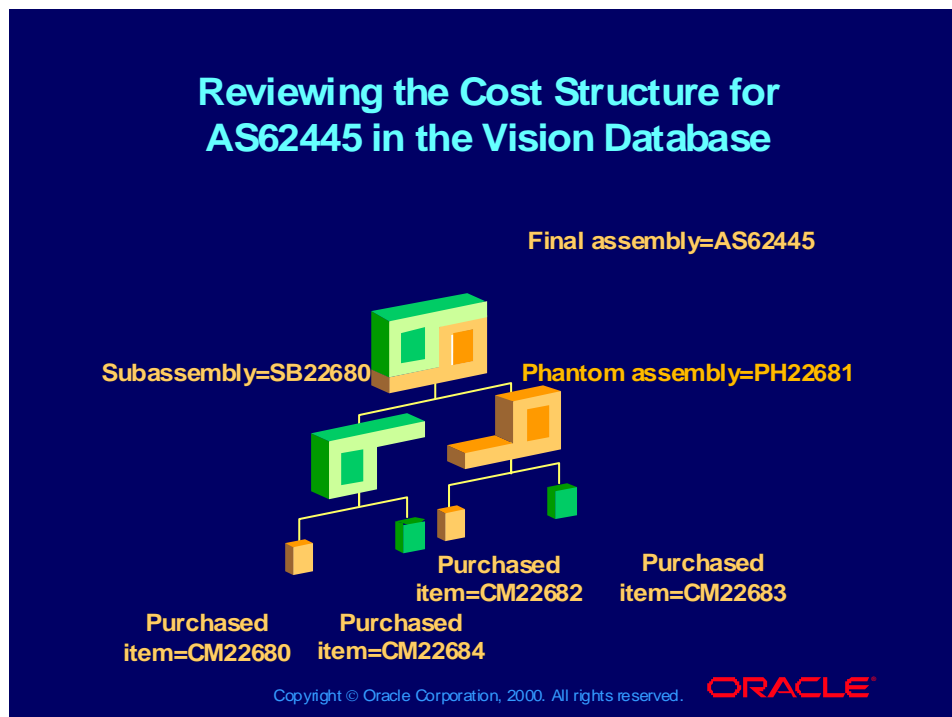 Reviewing the Cost Structure for
AS62445 in the Vision Database
Final assembly=AS62445
Subassembly=SB22680
Phantom assembly=PH22681
Purchased
item=CM22682
Purchased
item=CM22683
Purchased
item=CM22680
Purchased
item=CM22684
Copyright © Oracle Corporation, 2000. All rights reserved.
ORACLE®